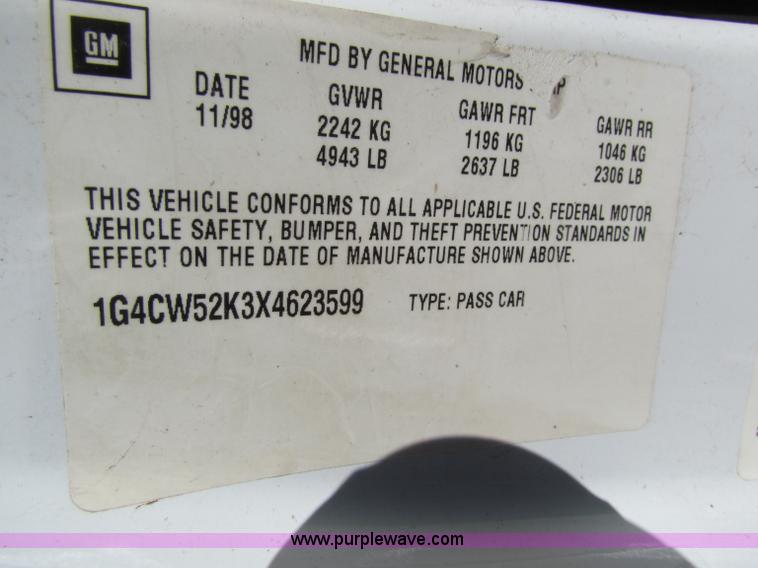 GM
MFD BY GENERAL MOTORS
DATE GVWR GAWR FRT GAWR RR
11/98 2242 KG 1196 KG 1046 KG
4943 LB 2637 LB 2306 LB
THIS VEHICLE CONFORMS TO ALL APPLICABLE U.S. FEDERAL MOTOR
VEHICLE SAFETY, BUMPER, AND THEFT PREVENTION STANDARDS IN
EFFECT ON THE DATE OF MANUFACTURE SHOWN ABOVE.
1G4CW52K3X4623599 TYPE: PASS CAR
www.purplewave.com